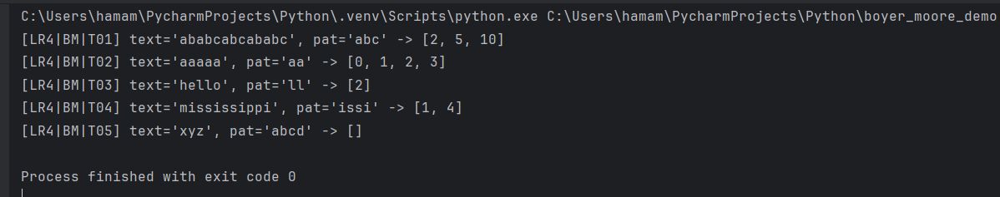 C:\Users\hamam\PycharmProjects\Python\.venv\Scripts\python.exe C:\Users\hamam\PycharmProjects\Python\boyer_moore_demo
[LR4|BM|T01] text='ababcabcababc', pat='abc' -> [2, 5, 10]
[LR4|BM|T02] text='aaaaa', pat='aa' -> [0, 1, 2, 3]
[LR4|BM|T03] text='hello', pat='ll' -> [2]
[LR4|BM|T04] text='mississippi', pat='issi' -> [1, 4]
[LR4|BM|T05] text='xyz', pat='abcd' -> []
Process finished with exit code 0